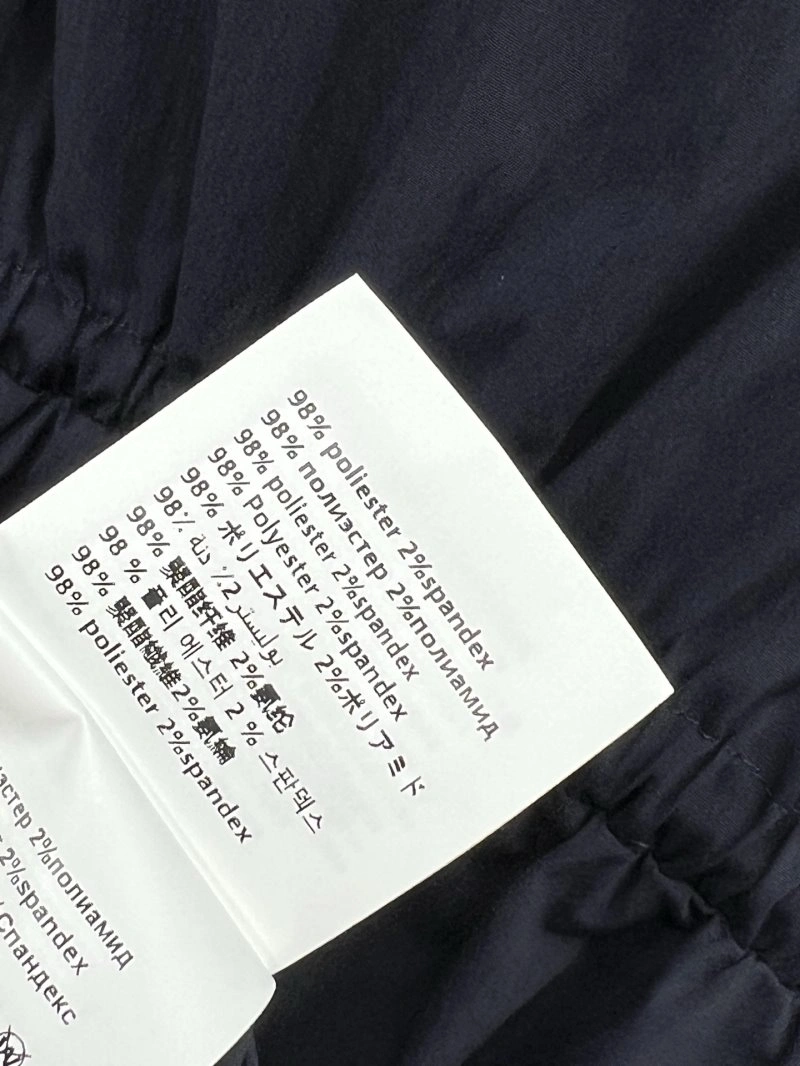 98% poliester 2%spandex
98% полиэстер 2%полиамид
98% poliester 2%spandex
98% Polyester 2%spandex
98% ポリエステル 2%ポリアミド
98٪ بوليستر 2٪ دنة
98% 聚酯纤维 2%氨纶
98 % 폴리 에스터 2 % 스판덱스
98% 聚酯纖維2%氨綸
98% poliester 2%spandex
эстер 2%полиамид
2%spandex
Спандекс